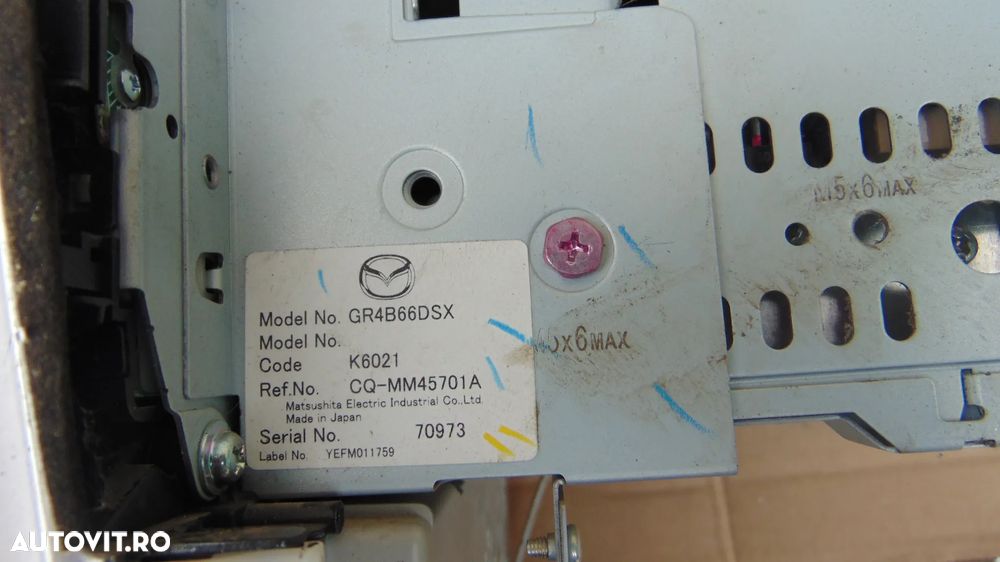 M5x6MAX
Model No. GR4B66DSX
Model No.
Code K6021
Ref.No. CQ-MM45701A
Matsushita Electric Industrial Co.,Ltd.
Made in Japan
Serial No. 70973
Label No. YEFM011759
M5x6MAX
AUTOVIT.RO